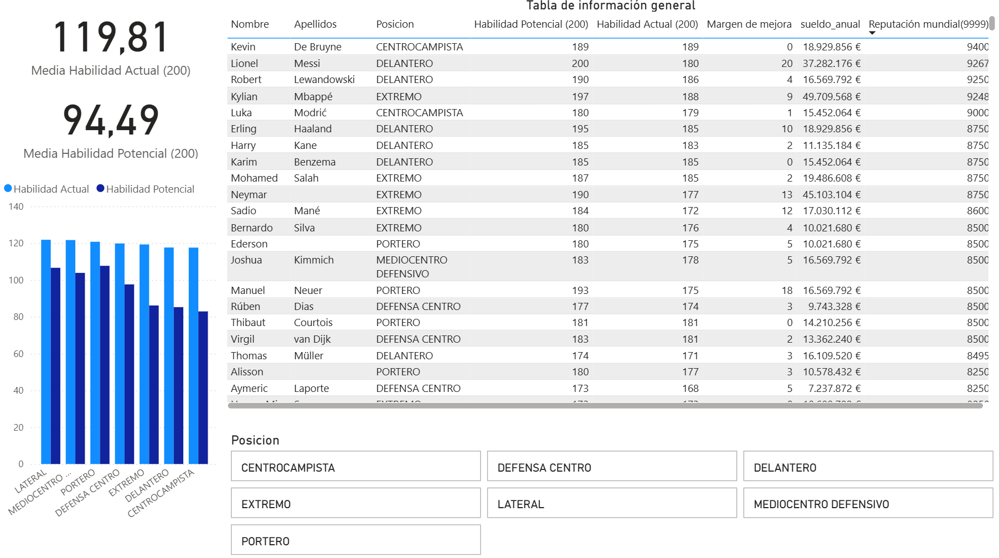 119,81
Media Habilidad Actual (200)
94,49
Media Habilidad Potencial (200)
Habilidad Actual Habilidad Potencial
140
120
100
80
60
40
20
0
LATERAL
MEDIOCENTRO ...
PORTERO
DEFENSA CENTRO
EXTREMO
DELANTERO
CENTROCAMPISTA
Tabla de información general
Nombre Apellidos Posicion Habilidad Potencial (200) Habilidad Actual (200) Margen de mejora sueldo_anual Reputación mundial(9999)
Kevin De Bruyne CENTROCAMPISTA 189 189 0 18.929.856 € 9400
Lionel Messi DELANTERO 200 180 20 37.282.176 € 9267
Robert Lewandowski DELANTERO 190 186 4 16.569.792 € 9250
Kylian Mbappé EXTREMO 197 188 9 49.709.568 € 9248
Luka Modrić CENTROCAMPISTA 180 179 1 15.452.064 € 9000
Erling Haaland DELANTERO 195 185 10 18.929.856 € 8750
Harry Kane DELANTERO 185 183 2 11.135.184 € 8750
Karim Benzema DELANTERO 185 185 0 15.452.064 € 8750
Mohamed Salah EXTREMO 187 185 2 19.486.608 € 8750
Neymar EXTREMO 190 177 13 45.103.104 € 8750
Sadio Mané EXTREMO 184 172 12 17.030.112 € 8600
Bernardo Silva EXTREMO 180 176 4 10.021.680 € 8500
Ederson PORTERO 180 175 5 10.021.680 € 8500
Joshua Kimmich MEDIOCENTRO 183 178 5 16.569.792 € 8500
DEFENSIVO
Manuel Neuer PORTERO 193 175 18 16.569.792 € 8500
Rúben Dias DEFENSA CENTRO 177 174 3 9.743.328 € 8500
Thibaut Courtois PORTERO 181 181 0 14.210.256 € 8500
Virgil van Dijk DEFENSA CENTRO 183 181 2 13.362.240 € 8500
Thomas Müller DELANTERO 174 171 3 16.109.520 € 8495
Alisson PORTERO 180 177 3 10.578.432 € 8250
Aymeric Laporte DEFENSA CENTRO 173 168 5 7.237.872 € 8250
Posicion
CENTROCAMPISTA DEFENSA CENTRO DELANTERO
EXTREMO LATERAL MEDIOCENTRO DEFENSIVO
PORTERO